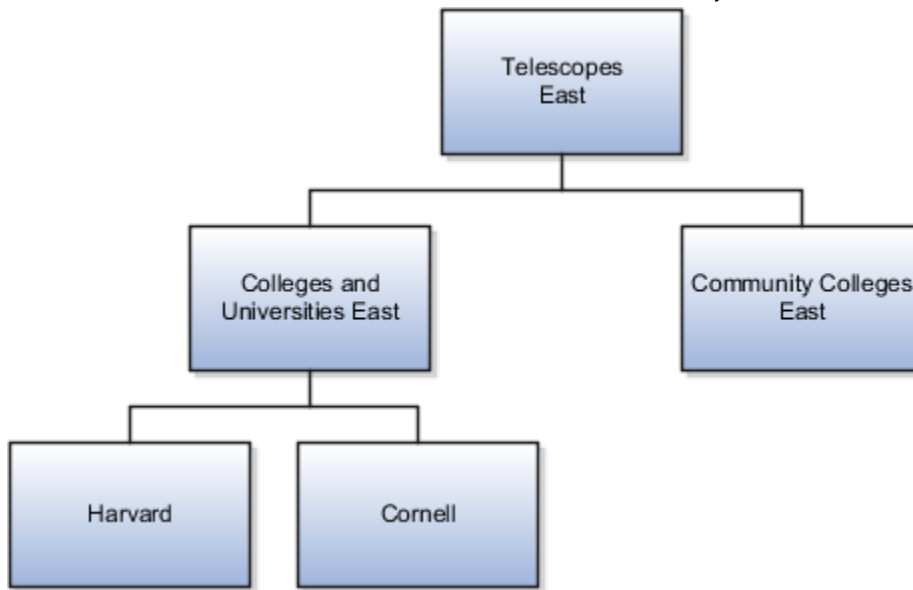 Telescopes
East
Colleges and
Universities East
Community Colleges
East
Harvard
Cornell